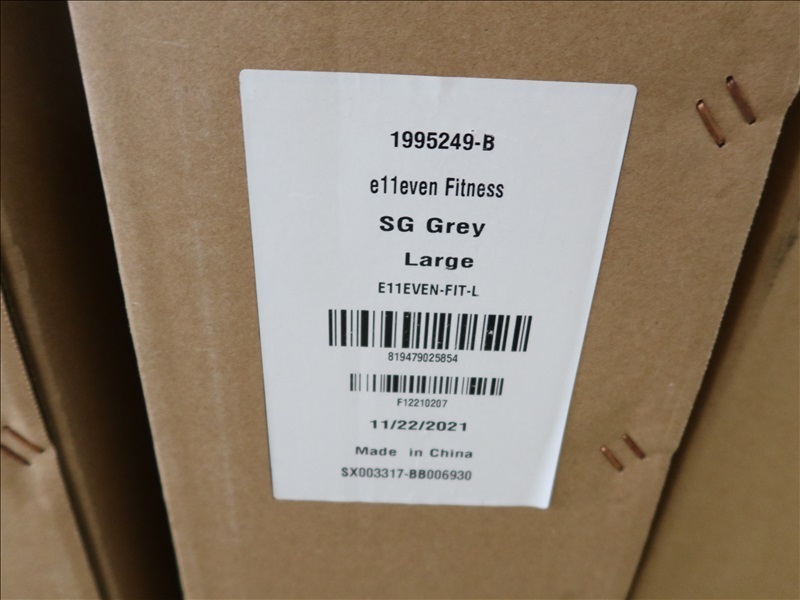 1995249-B
e11even Fitness
SG Grey
Large
E11EVEN-FIT-L
819479025854
F12210207
11/22/2021
Made in China
SX003317-BB006930